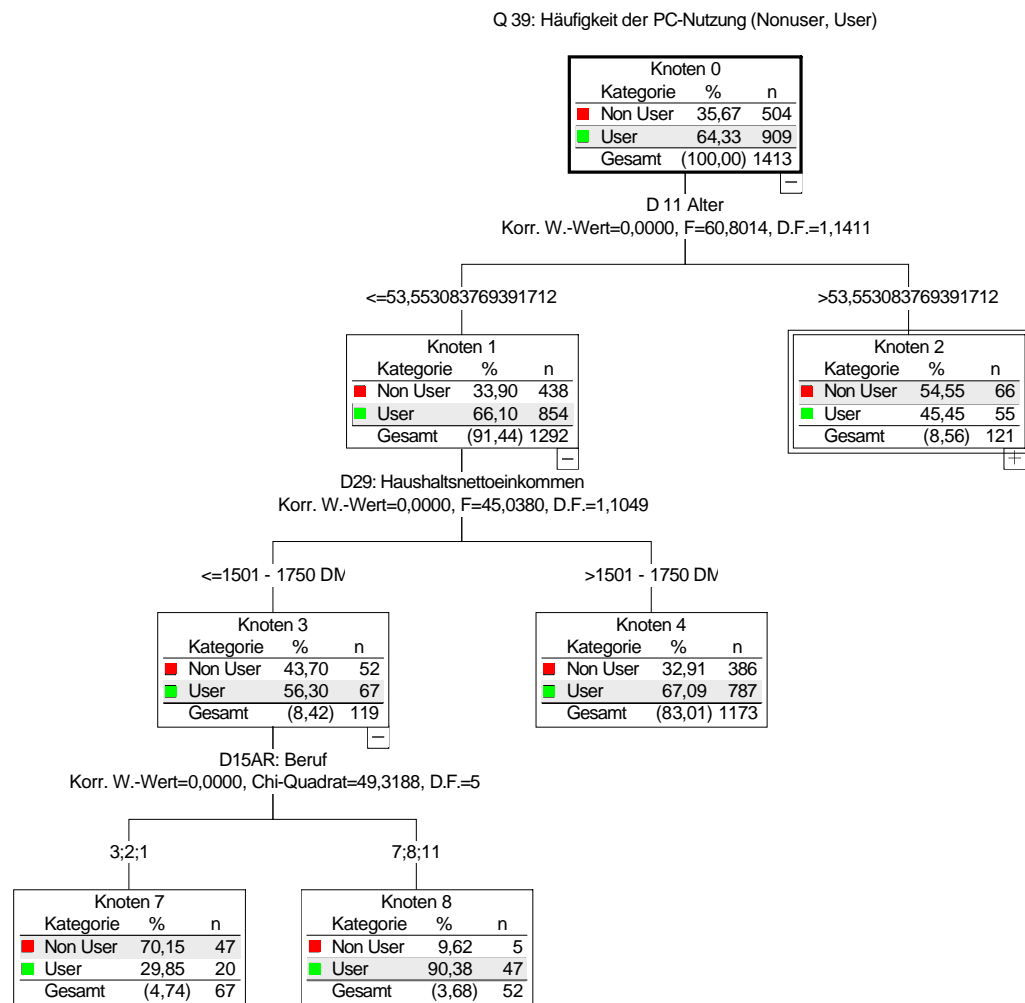 Q 39: Häufigkeit der PC-Nutzung (Nonuser, User)
Knoten 0
Kategorie % n
Non User 35,67 504
User 64,33 909
Gesamt (100,00) 1413
D 11 Alter
Korr. W.-Wert=0,0000, F=60,8014, D.F.=1,1411
<=53,553083769391712
>53,553083769391712
Knoten 1
Kategorie % n
Non User 33,90 438
User 66,10 854
Gesamt (91,44) 1292
Knoten 2
Kategorie % n
Non User 54,55 66
User 45,45 55
Gesamt (8,56) 121
D29: Haushaltsnettoeinkommen
Korr. W.-Wert=0,0000, F=45,0380, D.F.=1,1049
<=1501 - 1750 DM
>1501 - 1750 DM
Knoten 3
Kategorie % n
Non User 43,70 52
User 56,30 67
Gesamt (8,42) 119
Knoten 4
Kategorie % n
Non User 32,91 386
User 67,09 787
Gesamt (83,01) 1173
D15AR: Beruf
Korr. W.-Wert=0,0000, Chi-Quadrat=49,3188, D.F.=5
3;2;1
7;8;11
Knoten 7
Kategorie % n
Non User 70,15 47
User 29,85 20
Gesamt (4,74) 67
Knoten 8
Kategorie % n
Non User 9,62 5
User 90,38 47
Gesamt (3,68) 52